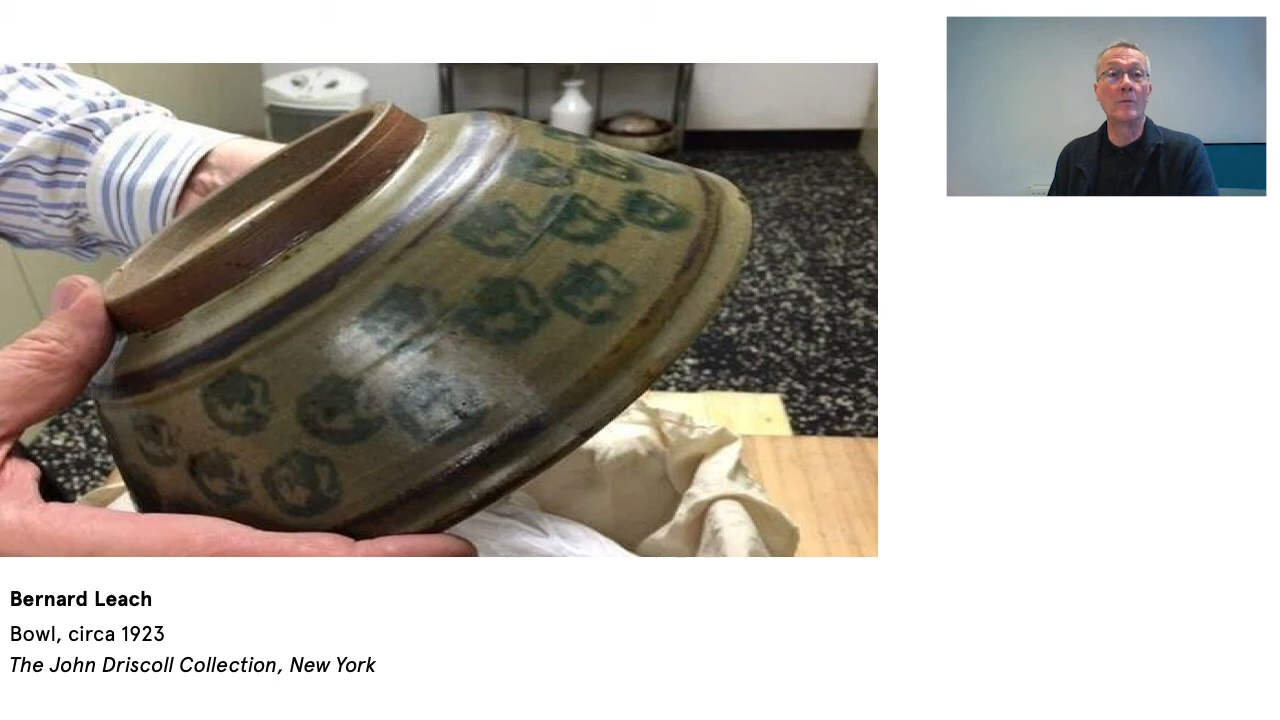 Bernard Leach
Bowl, circa 1923
The John Driscoll Collection, New York